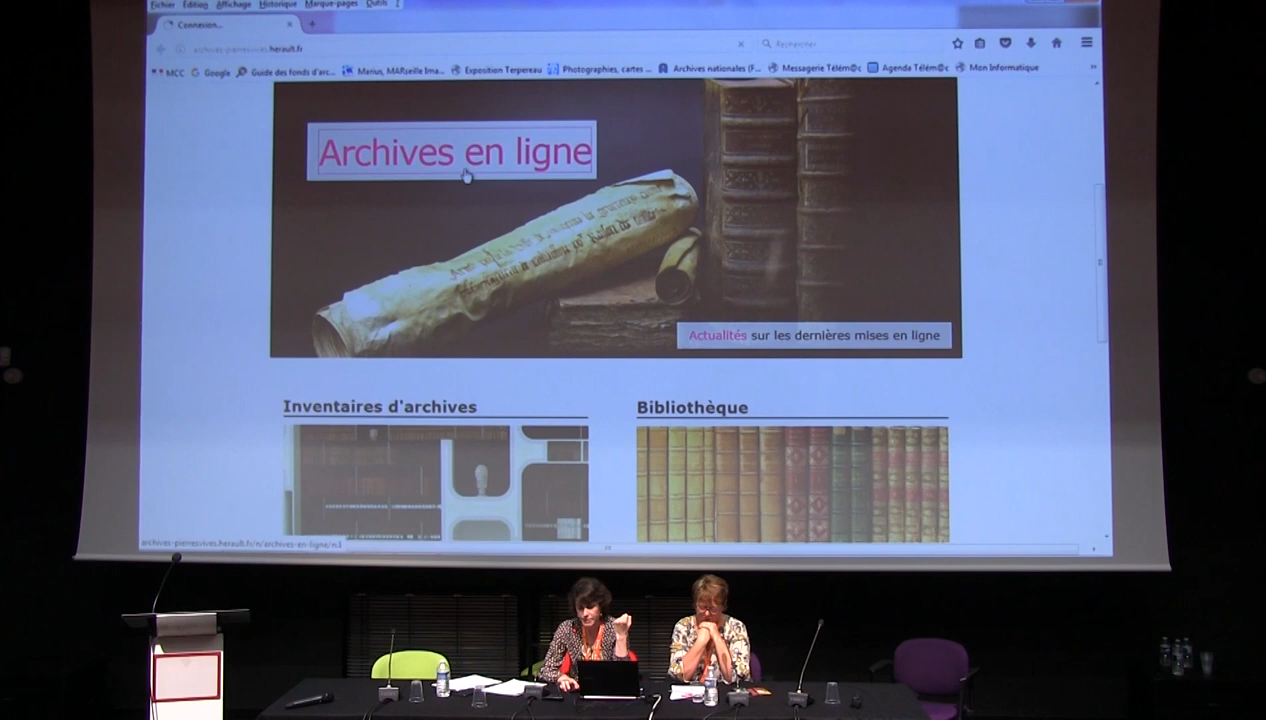 Fichier Édition Affichage Historique Marque-pages Outils ?
Connexion...
archives-pierresvives.herault.fr
Rechercher
MCC Google Guide des fonds d'arc... Marius, MARseille Ima... Exposition Terpereau Photographies, cartes ... Archives nationales (F... Messagerie Télém@c Agenda Télém@c Mon Informatique
Archives en ligne
Actualités sur les dernières mises en ligne
Inventaires d'archives
Bibliothèque
archives-pierresvives.herault.fr/n/archives-en-ligne/n:1